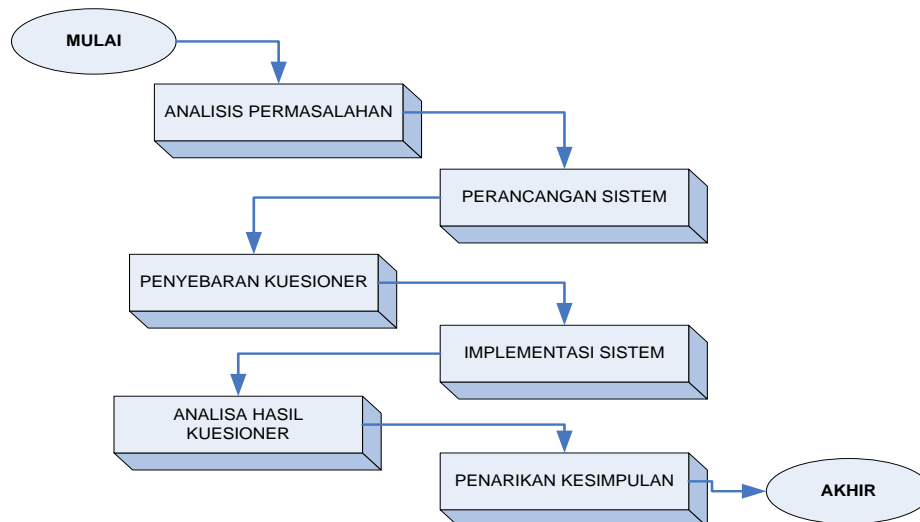 MULAI
ANALISIS PERMASALAHAN
PERANCANGAN SISTEM
PENYEBARAN KUESIONER
IMPLEMENTASI SISTEM
ANALISA HASIL
KUESIONER
PENARIKAN KESIMPULAN
AKHIR